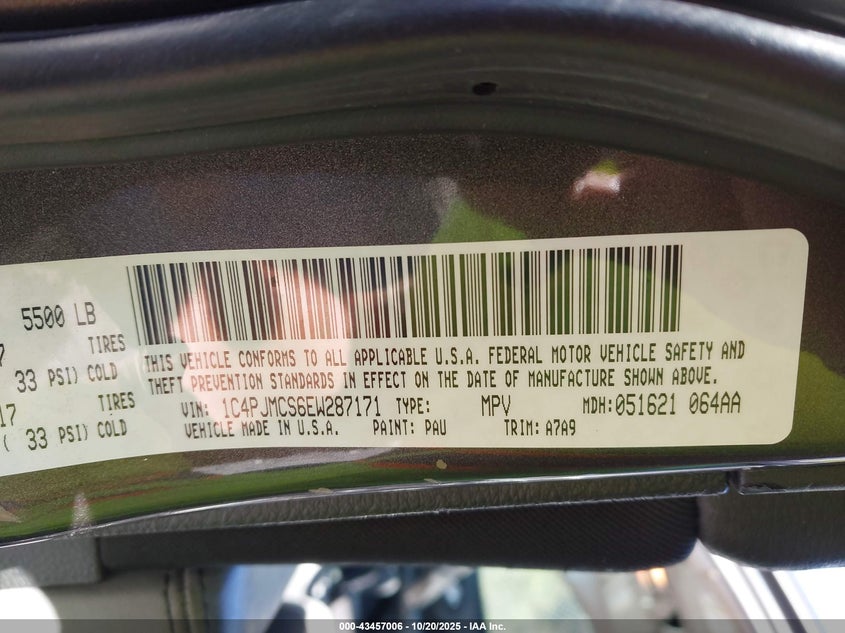 5500 LB
7 TIRES
33 PSI) COLD
17 TIRES
( 33 PSI) COLD
THIS VEHICLE CONFORMS TO ALL APPLICABLE U.S.A. FEDERAL MOTOR VEHICLE SAFETY AND
THEFT PREVENTION STANDARDS IN EFFECT ON THE DATE OF MANUFACTURE SHOWN ABOVE.
VIN: 1C4PJMCS6EW287171 TYPE: MPV MDH:051621 064AA
VEHICLE MADE IN U.S.A. PAINT: PAU TRIM: A7A9
000-43457006 - 10/20/2025 - IAA Inc.